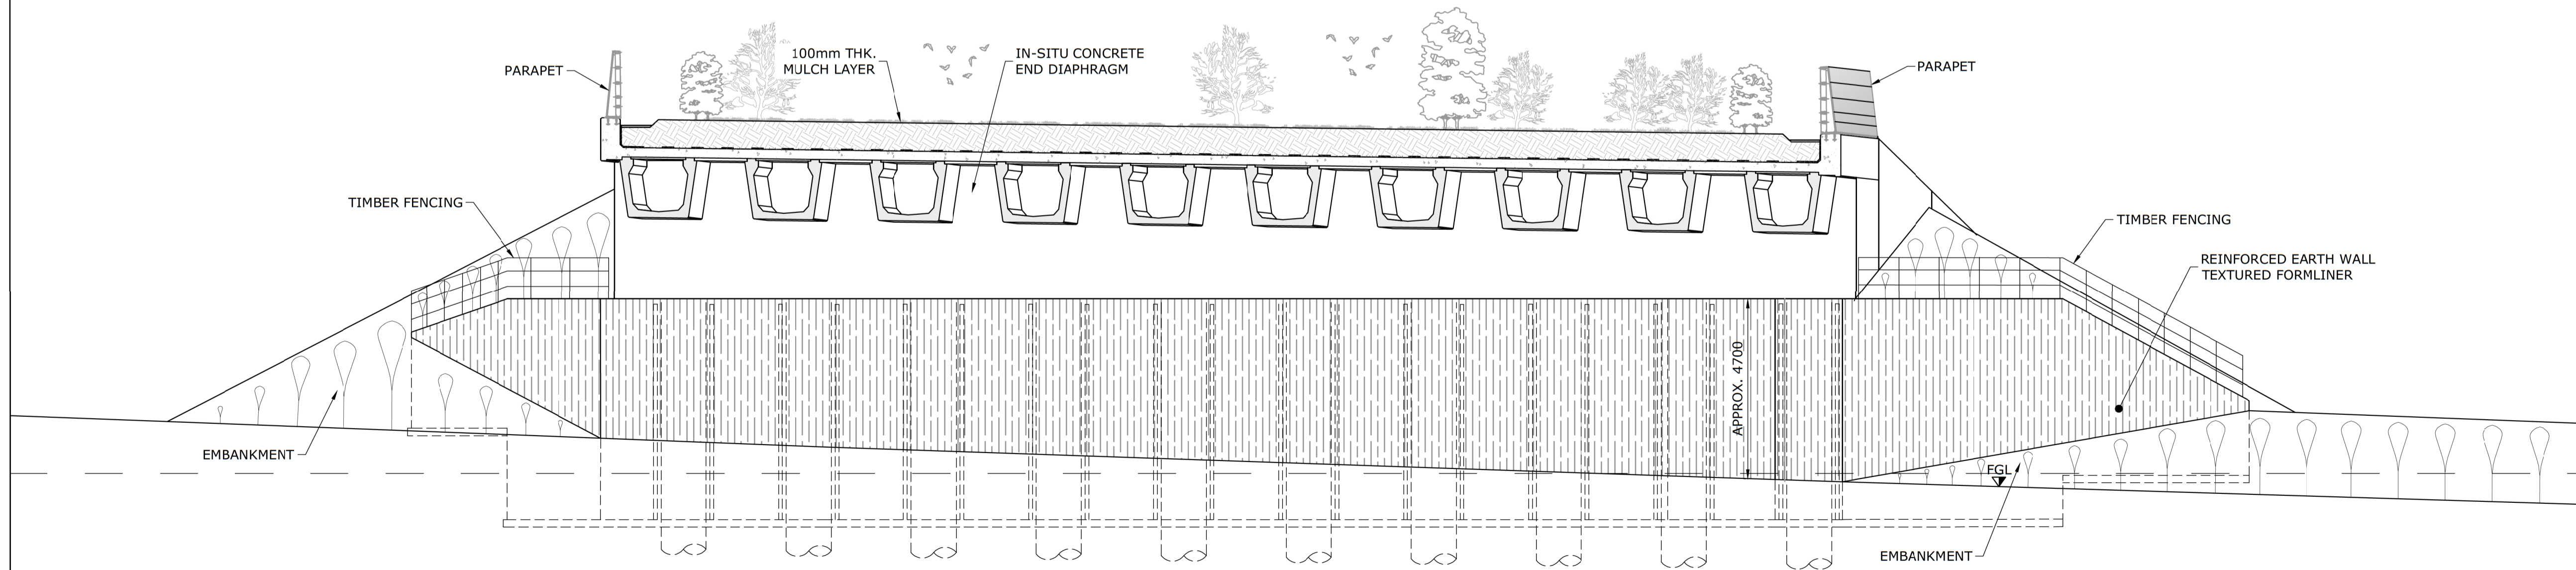 100mm THK.
MULCH LAYER
IN-SITU CONCRETE
END DIAPHRAGM
PARAPET
PARAPET
TIMBER FENCING
TIMBER FENCING
REINFORCED EARTH WALL
TEXTURED FORMLINER
APPROX. 4700
EMBANKMENT
FGL
EMBANKMENT